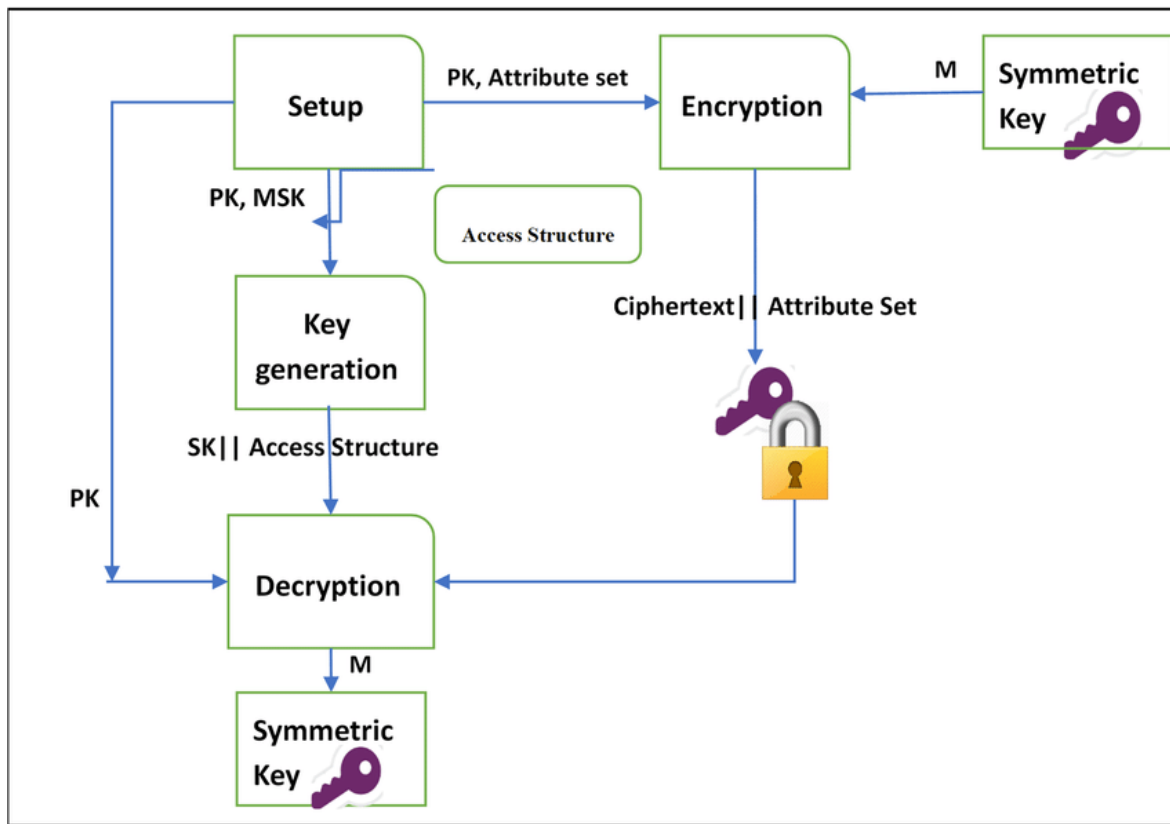 Setup
PK, Attribute set
Encryption
M
Symmetric
Key
PK, MSK
Access Structure
Key
generation
Ciphertext|| Attribute Set
SK|| Access Structure
PK
Decryption
M
Symmetric
Key